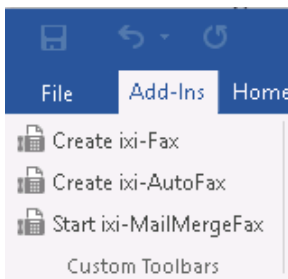 File Add-Ins Home
Create ixi-Fax
Create ixi-AutoFax
Start ixi-MailMergeFax
Custom Toolbars